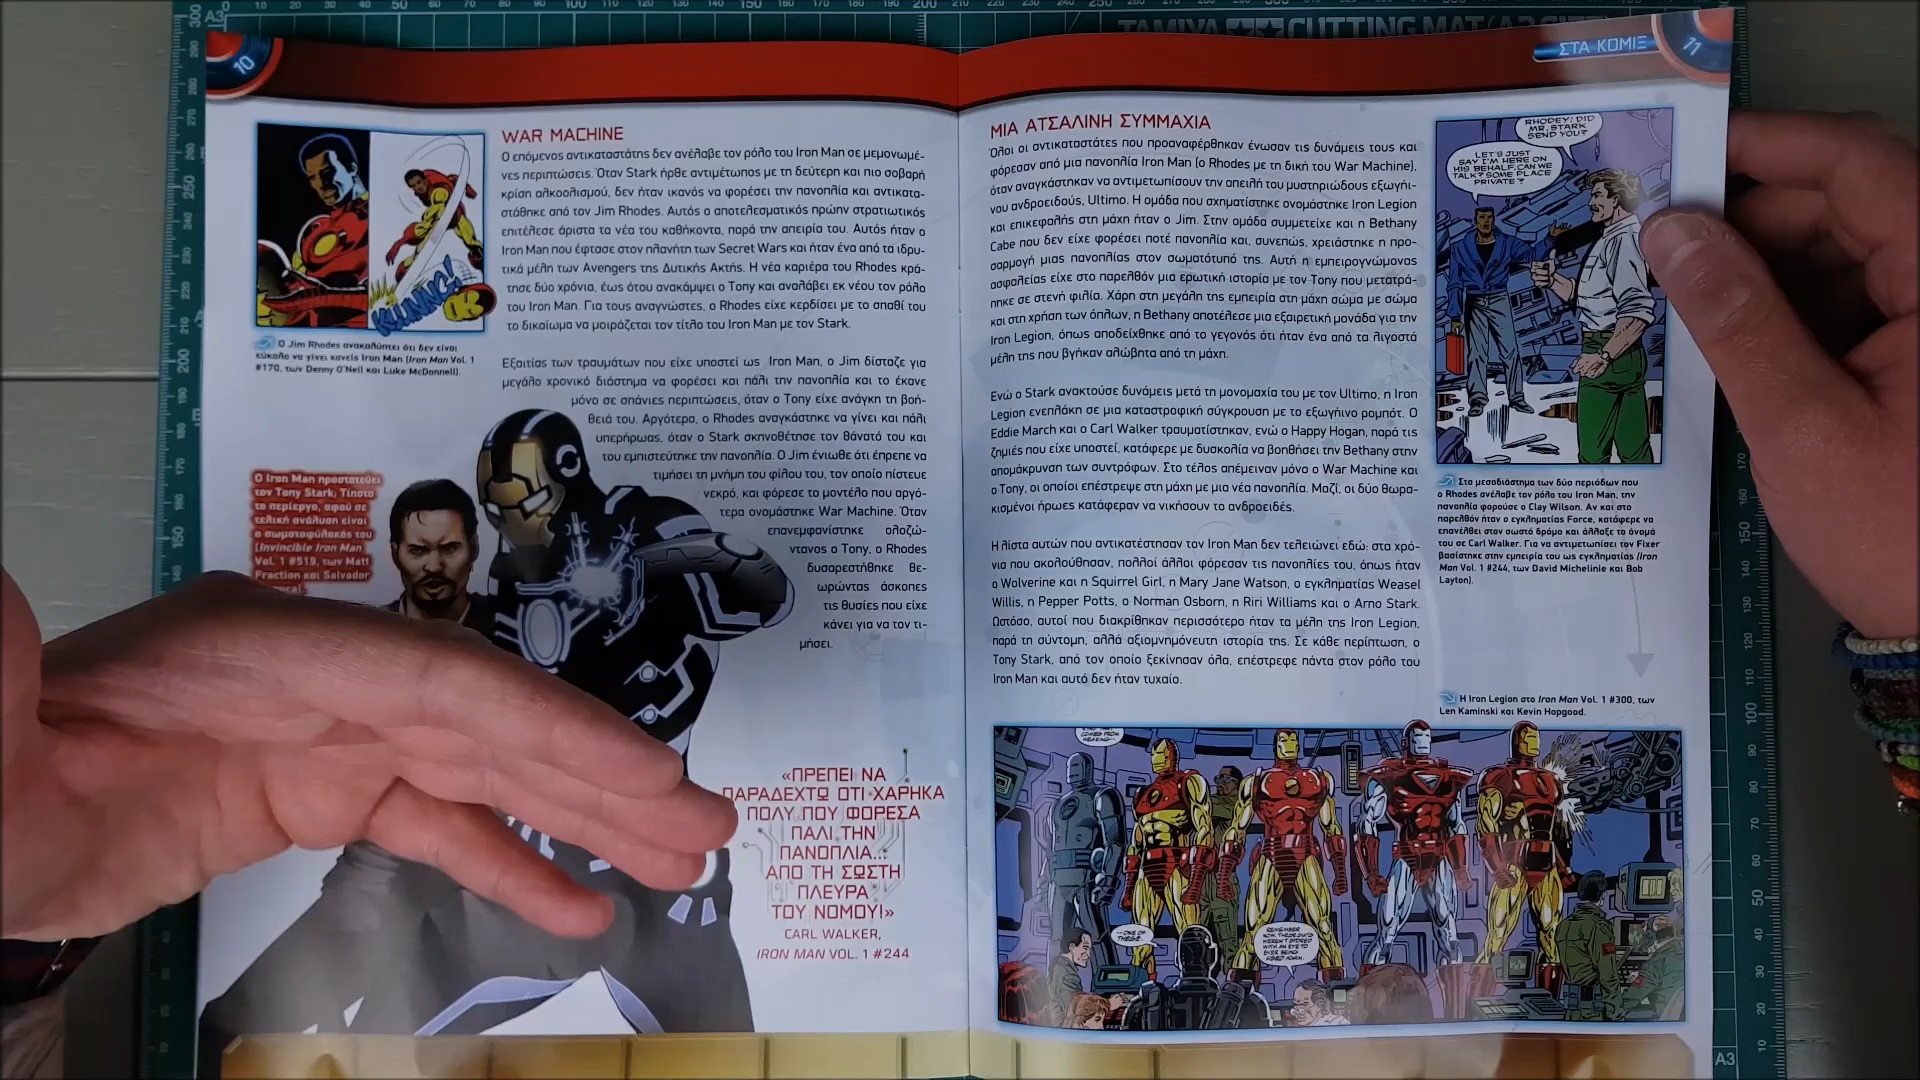 TAMIYA ★★ CUTTING MAT (A3 SIZE)
10
ΣΤΑ ΚΟΜΙΞ
11
WAR MACHINE
Ο επόμενος αντικαταστάτης δεν ανέλαβε τον ρόλο του Iron Man σε μεμονωμέ-
νες περιπτώσεις. Όταν Stark ήρθε αντιμέτωπος με τη δεύτερη και πιο σοβαρή
κρίση αλκοολισμού, δεν ήταν ικανός να φορέσει την πανοπλία και αντικατα-
στάθηκε από τον Jim Rhodes. Αυτός ο αποτελεσματικός πρώην στρατιωτικός
επιτέλεσε άριστα τα νέα του καθήκοντα, παρά την απειρία του. Αυτός ήταν ο
Iron Man που έφτασε στον πλανήτη των Secret Wars και ήταν ένα από τα ιδρυ-
τικά μέλη των Avengers της Δυτικής Ακτής. Η νέα καριέρα του Rhodes κρά-
τησε δύο χρόνια, έως ότου ανακάμψει ο Tony και αναλάβει εκ νέου τον ρόλο
του Iron Man. Για τους αναγνώστες, ο Rhodes είχε κερδίσει με το σπαθί του
το δικαίωμα να μοιράζεται τον τίτλο του Iron Man με τον Stark.
Εξαιτίας των τραυμάτων που είχε υποστεί ως Iron Man, ο Jim δίσταζε για
μεγάλο χρονικό διάστημα να φορέσει και πάλι την πανοπλία και το έκανε
μόνο σε σπάνιες περιπτώσεις, όταν ο Tony είχε ανάγκη τη βοή-
θειά του. Αργότερα, ο Rhodes αναγκάστηκε να γίνει και πάλι
υπερήρωας, όταν ο Stark σκηνοθέτησε τον θάνατό του και
του εμπιστεύτηκε την πανοπλία. Ο Jim ένιωθε ότι έπρεπε να
τιμήσει τη μνήμη του φίλου του, τον οποίο πίστευε
νεκρό, και φόρεσε το μοντέλο που αργό-
τερα ονομάστηκε War Machine. Όταν
επανεμφανίστηκε ολοζώ-
ντανος ο Tony, ο Rhodes
δυσαρεστήθηκε θε-
ωρώντας άσκοπες
τις θυσίες που είχε
κάνει για να τον τι-
μήσει.
KLUNNG!
Ο Jim Rhodes ανακαλύπτει ότι δεν είναι
εύκολο να γίνει κανείς Iron Man (Iron Man Vol. 1
#170, των Denny O'Neil και Luke McDonnell).
Ο Iron Man προστατεύει
τον Tony Stark; Τίποτα
το περίεργο, αφού σε
τελική ανάλυση είναι
ο σωματοφύλακάς του
(Invincible Iron Man
Vol. 1 #519, των Matt
Fraction και Salvador
«ΠΡΕΠΕΙ ΝΑ
ΠΑΡΑΔΕΧΤΩ ΟΤΙ ΧΑΡΗΚΑ
ΠΟΛΥ ΠΟΥ ΦΟΡΕΣΑ
ΠΑΛΙ ΤΗΝ
ΠΑΝΟΠΛΙΑ...
ΑΠΟ ΤΗ ΣΩΣΤΗ
ΠΛΕΥΡΑ
ΤΟΥ ΝΟΜΟΥ!»
CARL WALKER,
IRON MAN VOL. 1 #244
ΜΙΑ ΑΤΣΑΛΙΝΗ ΣΥΜΜΑΧΙΑ
Όλοι οι αντικαταστάτες που προαναφέρθηκαν ένωσαν τις δυνάμεις τους και
φόρεσαν από μια πανοπλία Iron Man (ο Rhodes με τη δική του War Machine),
όταν αναγκάστηκαν να αντιμετωπίσουν την απειλή του μυστηριώδους εξωγήι-
νου ανδροειδούς, Ultimo. Η ομάδα που σχηματίστηκε ονομάστηκε Iron Legion
και επικεφαλής στη μάχη ήταν ο Jim. Στην ομάδα συμμετείχε και η Bethany
Cabe που δεν είχε φορέσει ποτέ πανοπλία και, συνεπώς, χρειάστηκε η προ-
σαρμογή μιας πανοπλίας στον σωματότυπό της. Αυτή η εμπειρογνώμονας
ασφαλείας είχε στο παρελθόν μια ερωτική ιστορία με τον Tony που μετατρά-
πηκε σε στενή φιλία. Χάρη στη μεγάλη της εμπειρία στη μάχη σώμα με σώμα
και στη χρήση των όπλων, η Bethany αποτέλεσε μια εξαιρετική μονάδα για την
Iron Legion, όπως αποδείχθηκε από το γεγονός ότι ήταν ένα από τα λιγοστά
μέλη της που βγήκαν αλώβητα από τη μάχη.
Ενώ ο Stark ανακτούσε δυνάμεις μετά τη μονομαχία του με τον Ultimo, η Iron
Legion ενεπλάκη σε μια καταστροφική σύγκρουση με το εξωγήινο ρομπότ. Ο
Eddie March και ο Carl Walker τραυματίστηκαν, ενώ ο Happy Hogan, παρά τις
ζημιές που είχε υποστεί, κατάφερε με δυσκολία να βοηθήσει την Bethany στην
απομάκρυνση των συντρόφων. Στο τέλος απέμειναν μόνο ο War Machine και
ο Tony, οι οποίοι επέστρεψε στη μάχη με μια νέα πανοπλία. Μαζί, οι δύο θωρα-
κισμένοι ήρωες κατάφεραν να νικήσουν το ανδροειδές.
Η λίστα αυτών που αντικατέστησαν τον Iron Man δεν τελειώνει εδώ: στα χρό-
νια που ακολούθησαν, πολλοί άλλοι φόρεσαν τις πανοπλίες του, όπως ήταν
ο Wolverine και η Squirrel Girl, η Mary Jane Watson, ο εγκληματίας Weasel
Willis, η Pepper Potts, ο Norman Osborn, η Riri Williams και ο Arno Stark.
Ωστόσο, αυτοί που διακρίθηκαν περισσότερο ήταν τα μέλη της Iron Legion,
παρά τη σύντομη, αλλά αξιομνημόνευτη ιστορία της. Σε κάθε περίπτωση, ο
Tony Stark, από τον οποίο ξεκίνησαν όλα, επέστρεφε πάντα στον ρόλο του
Iron Man και αυτό δεν ήταν τυχαίο.
RHODEY! DID
MR. STARK
SEND YOU?
LET'S JUST
SAY I'M HERE ON
HIS BEHALF. CAN WE
TALK? SOME PLACE
PRIVATE?
Στο μεσοδιάστημα των δύο περιόδων που
ο Rhodes ανέλαβε τον ρόλο του Iron Man, την
πανοπλία φορούσε ο Clay Wilson. Αν και στο
παρελθόν ήταν ο εγκληματίας Force, κατάφερε να
επανέλθει στον σωστό δρόμο και άλλαξε το όνομά
του σε Carl Walker. Για να αντιμετωπίσει τον Fixer
βασίστηκε στην εμπειρία του ως εγκληματίας (Iron
Man Vol. 1 #244, των David Michelinie και Bob
Layton).
Η Iron Legion στο Iron Man Vol. 1 #300, των
Len Kaminski και Kevin Hopgood.
COMES FROM
WEARING--
--ONE OF
THESE.
REMEMBER
NOW, THESE SUITS
WEREN'T STORED
WITH AN EYE TO
EVER BEING
USED AGAIN.
A3